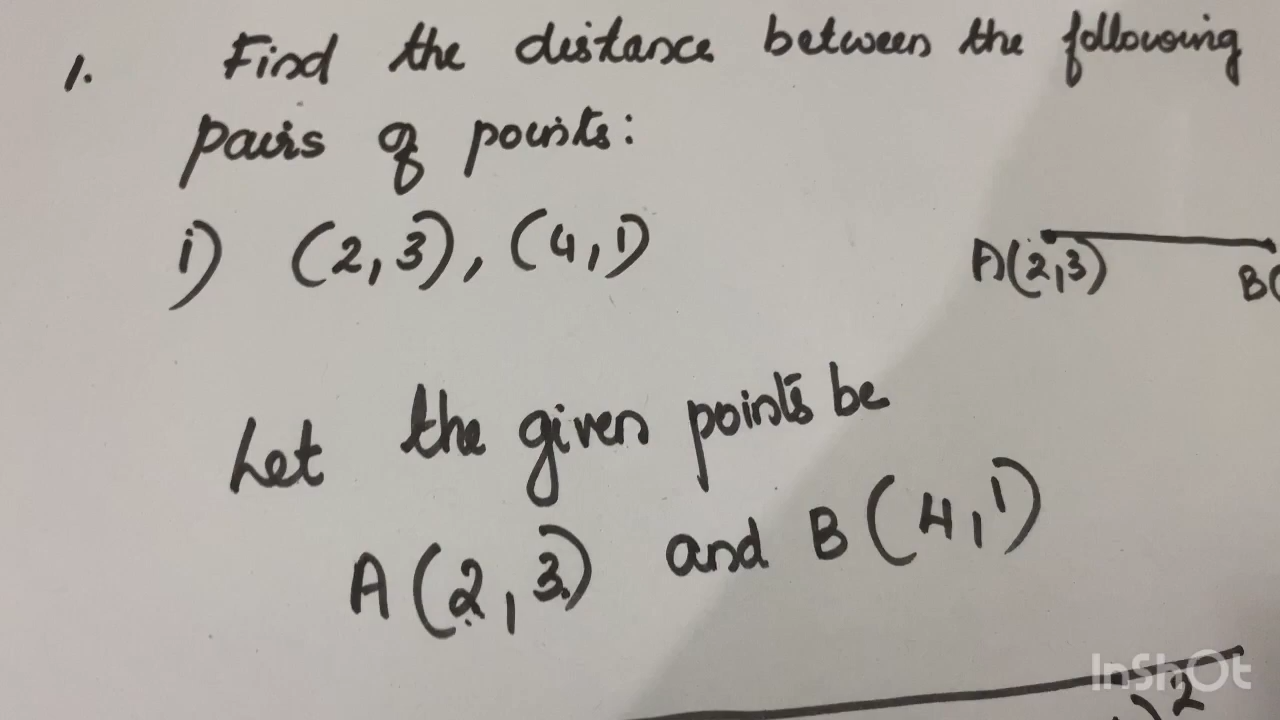 1. Find the distance between the following
pairs of points:
i) (2,3), (4,1)
A(2,3)
B(
Let the given points be
A(2,3) and B(4,1)
)2
InShOt